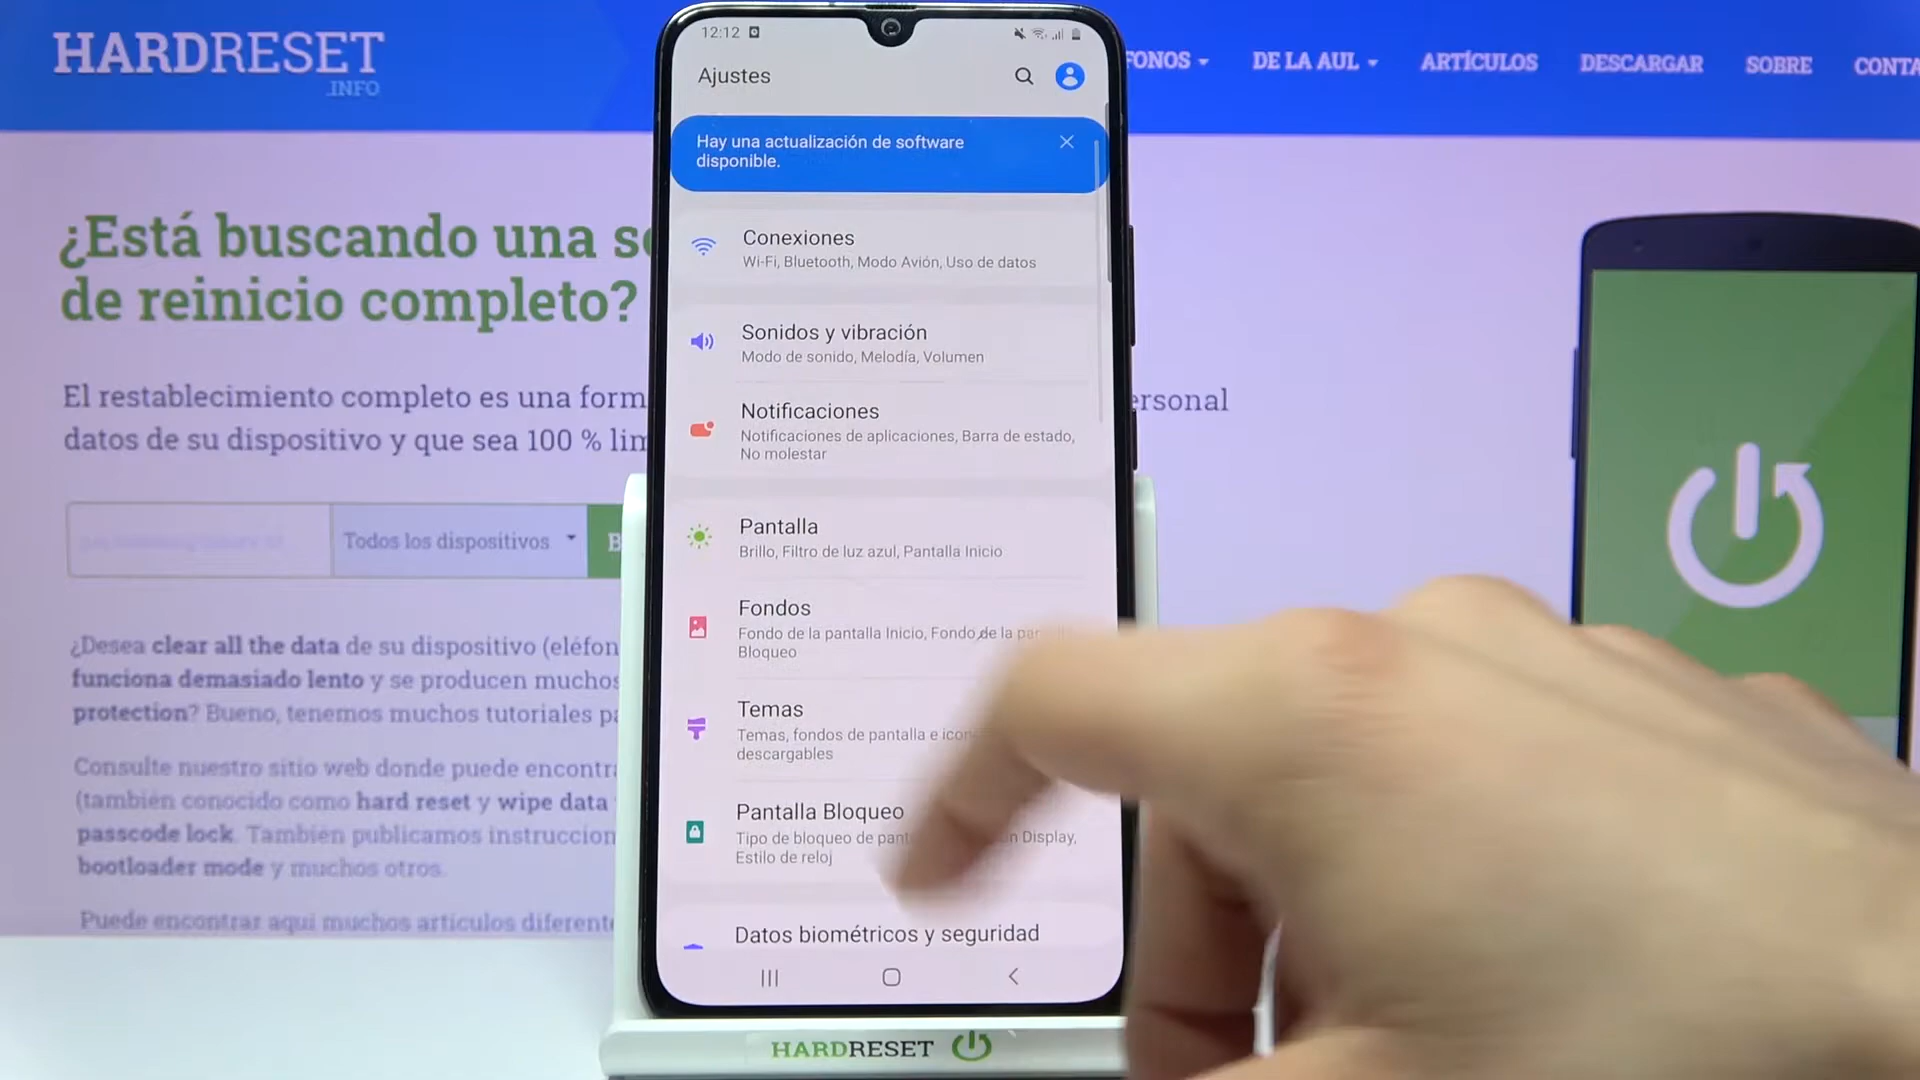 HARDRESET
.INFO
FONOS
DE LA AUL
ARTÍCULOS
DESCARGAR
SOBRE
CONTA
12:12
Ajustes
Hay una actualización de software
disponible.
Conexiones
Wi-Fi, Bluetooth, Modo Avión, Uso de datos
Sonidos y vibración
Modo de sonido, Melodía, Volumen
Notificaciones
Notificaciones de aplicaciones, Barra de estado,
No molestar
Pantalla
Brillo, Filtro de luz azul, Pantalla Inicio
Fondos
Fondo de la pantalla Inicio, Fondo de la
Bloqueo
Temas
Temas, fondos de pantalla e
descargables
Pantalla Bloqueo
Tipo de bloqueo de Display,
Estilo de reloj
Datos biométricos y seguridad
¿Está buscando una
de reinicio completo?
El restablecimiento completo es una form ersonal
datos de su dispositivo y que sea 100 %
Todos los dispositivos
B
¿Desea clear all the data de su dispositivo (eléfon
funciona demasiado lento y se producen muchos
protection? Bueno, tenemos muchos tutoriales
Consulte nuestro sitio web donde puede encontra
(también conocido como hard reset y wipe data
passcode lock. También publicamos instruccion
bootloader mode y muchos otros.
Puede encontrar aquí muchos artículos diferent
HARDRESET